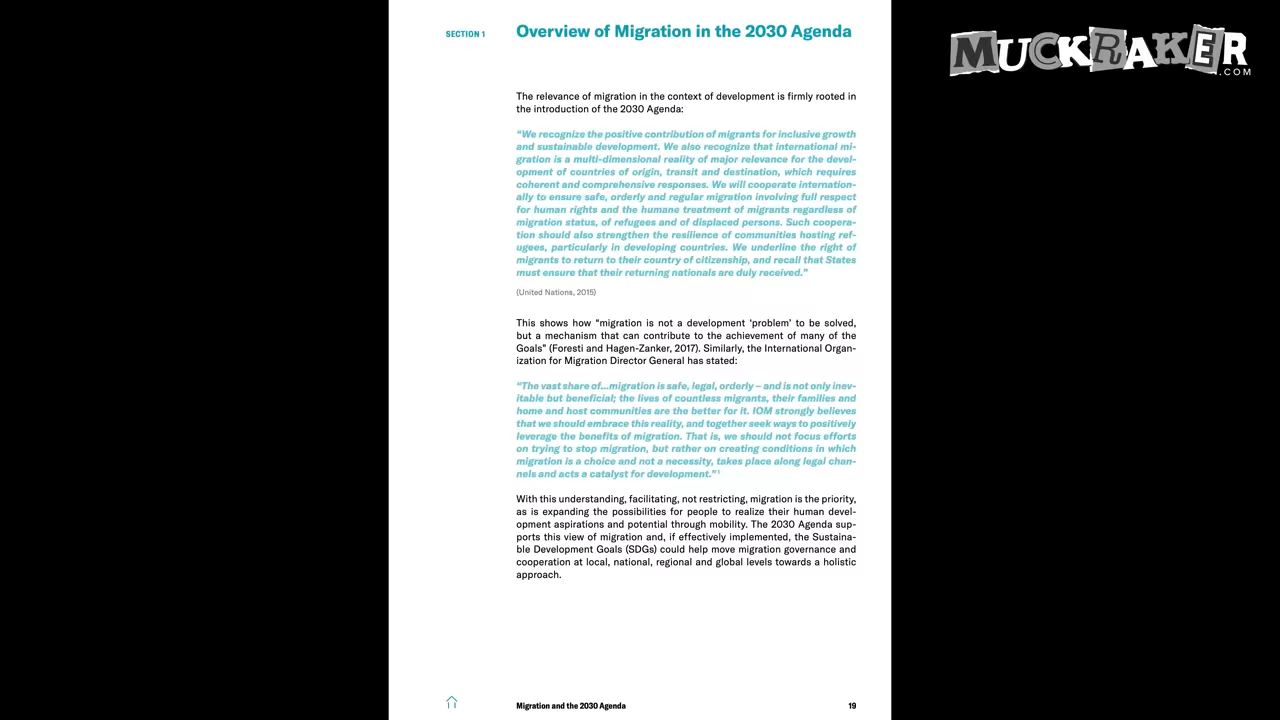 SECTION 1
Overview of Migration in the 2030 Agenda
MUCKRAKER
.COM
The relevance of migration in the context of development is firmly rooted in
the introduction of the 2030 Agenda:
“We recognize the positive contribution of migrants for inclusive growth
and sustainable development. We also recognize that international mi-
gration is a multi-dimensional reality of major relevance for the devel-
opment of countries of origin, transit and destination, which requires
coherent and comprehensive responses. We will cooperate internation-
ally to ensure safe, orderly and regular migration involving full respect
for human rights and the humane treatment of migrants regardless of
migration status, of refugees and of displaced persons. Such coopera-
tion should also strengthen the resilience of communities hosting ref-
ugees, particularly in developing countries. We underline the right of
migrants to return to their country of citizenship, and recall that States
must ensure that their returning nationals are duly received.”
(United Nations, 2015)
This shows how “migration is not a development ‘problem’ to be solved,
but a mechanism that can contribute to the achievement of many of the
Goals” (Foresti and Hagen-Zanker, 2017). Similarly, the International Organ-
ization for Migration Director General has stated:
“The vast share of...migration is safe, legal, orderly – and is not only inev-
itable but beneficial; the lives of countless migrants, their families and
home and host communities are the better for it. IOM strongly believes
that we should embrace this reality, and together seek ways to positively
leverage the benefits of migration. That is, we should not focus efforts
on trying to stop migration, but rather on creating conditions in which
migration is a choice and not a necessity, takes place along legal chan-
nels and acts a catalyst for development.”1
With this understanding, facilitating, not restricting, migration is the priority,
as is expanding the possibilities for people to realize their human devel-
opment aspirations and potential through mobility. The 2030 Agenda sup-
ports this view of migration and, if effectively implemented, the Sustaina-
ble Development Goals (SDGs) could help move migration governance and
cooperation at local, national, regional and global levels towards a holistic
approach.
Migration and the 2030 Agenda
19